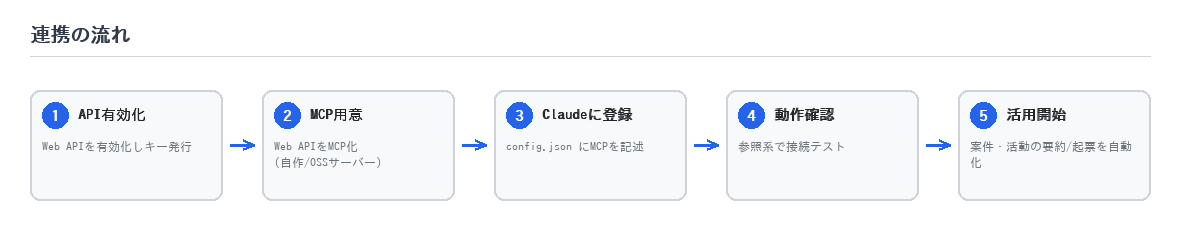 連携の流れ
1 API有効化
Web APIを有効化しキー発行
2 MCP用意
Web APIをMCP化
(自作/OSSサーバー)
3 Claudeに登録
config.json にMCPを記述
4 動作確認
参照系で接続テスト
5 活用開始
案件・活動の要約/起票を自動
化